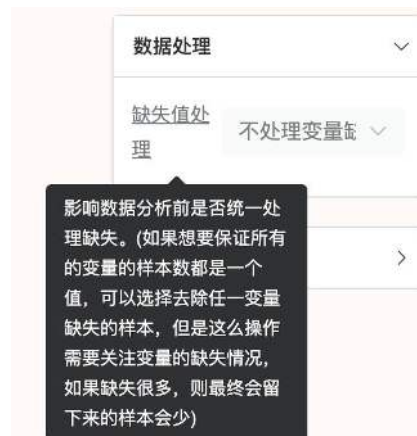 数据处理
缺失值处
理
不处理变量缺
影响数据分析前是否统一处
理缺失。(如果想要保证所有
的变量的样本数都是一个
值，可以选择去除任一变量
缺失的样本，但是这么操作
需要关注变量的缺失情况，
如果缺失很多，则最终会留
下来的样本会少)